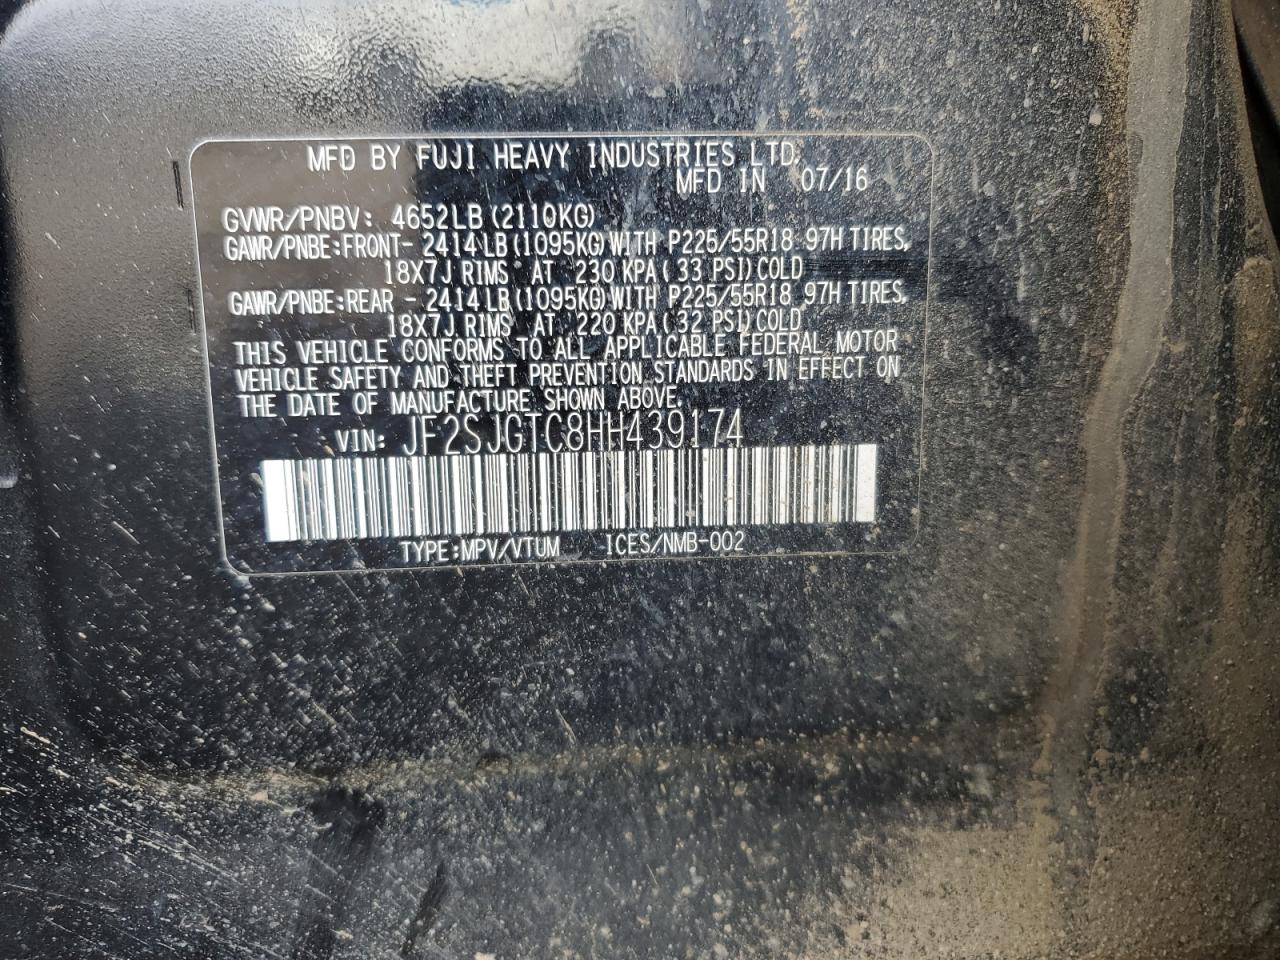 MFD BY FUJI HEAVY INDUSTRIES LTD.
MFD IN 07/16
GVWR/PNBV: 4652LB(2110KG)
GAWR/PNBE:FRONT- 2414LB(1095KG)WITH P225/55R18 97H TIRES,
18X7J RIMS AT 230 KPA(33 PSI)COLD
GAWR/PNBE:REAR -2414LB(1095KG)WITH P225/55R18 97H TIRES,
18X7J RIMS AT 220 KPA(32 PSI)COLD
THIS VEHICLE CONFORMS TO ALL APPLICABLE FEDERAL MOTOR
VEHICLE SAFETY AND THEFT PREVENTION STANDARDS IN EFFECT ON
THE DATE OF MANUFACTURE SHOWN ABOVE.
VIN: JF2SJGTC8HH439174
TYPE:MPV/VTUM ICES/NMB-002